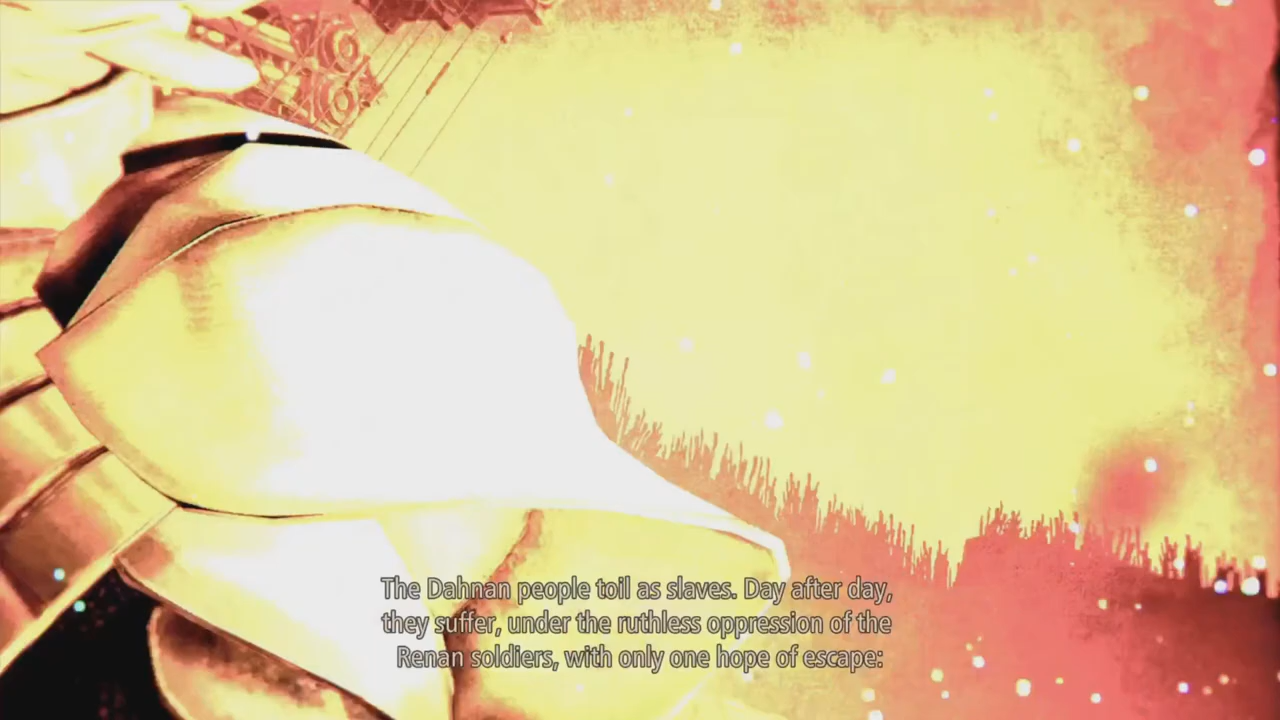 The Dahnan people toil as slaves. Day after day,
they suffer, under the ruthless oppression of the
Renan soldiers, with only one hope of escape: